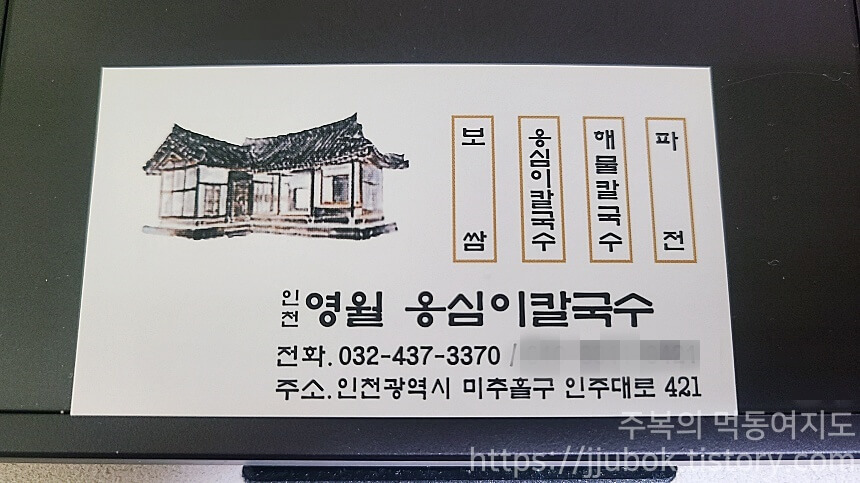 보쌈
옹심이칼국수
해물칼국수
파전
인천 영월 옹심이칼국수
전화. 032-437-3370 /
주소. 인천광역시 미추홀구 인주대로 421
주복의 먹동여지도
https://jjubok.tistory.com